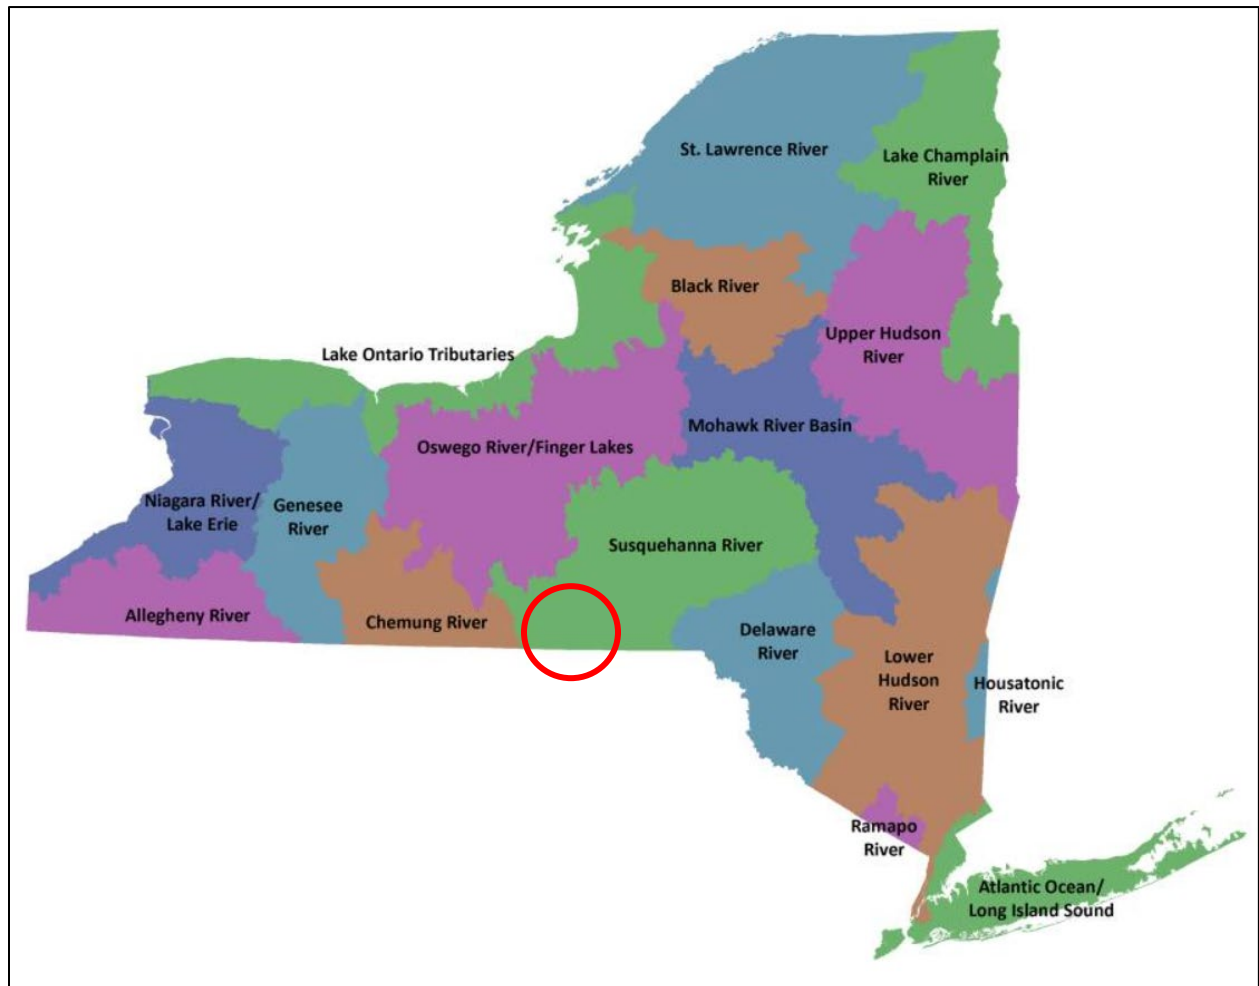 St. Lawrence River
Lake Champlain
River
Black River
Upper Hudson
River
Lake Ontario Tributaries
Mohawk River Basin
Oswego River/Finger Lakes
Niagara River/
Lake Erie
Genesee
River
Susquehanna River
Allegheny River
Chemung River
Delaware
River
Lower
Hudson
River
Housatonic
River
Ramapo
River
Atlantic Ocean/
Long Island Sound